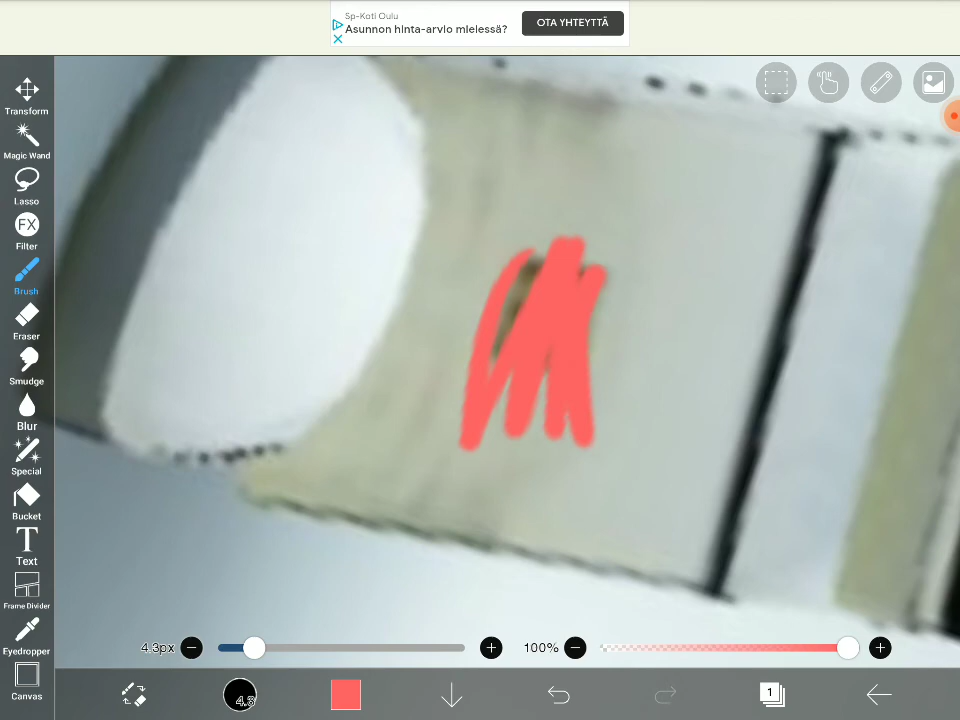 Sp-Koti Oulu
Asunnon hinta-arvio mielessä?
OTA YHTEYTTÄ
Transform
Magic Wand
Lasso
FX
Filter
Brush
Eraser
Smudge
Blur
Special
Bucket
T
Text
Frame Divider
Eyedropper
Canvas
4.3px
100%
4.3
1